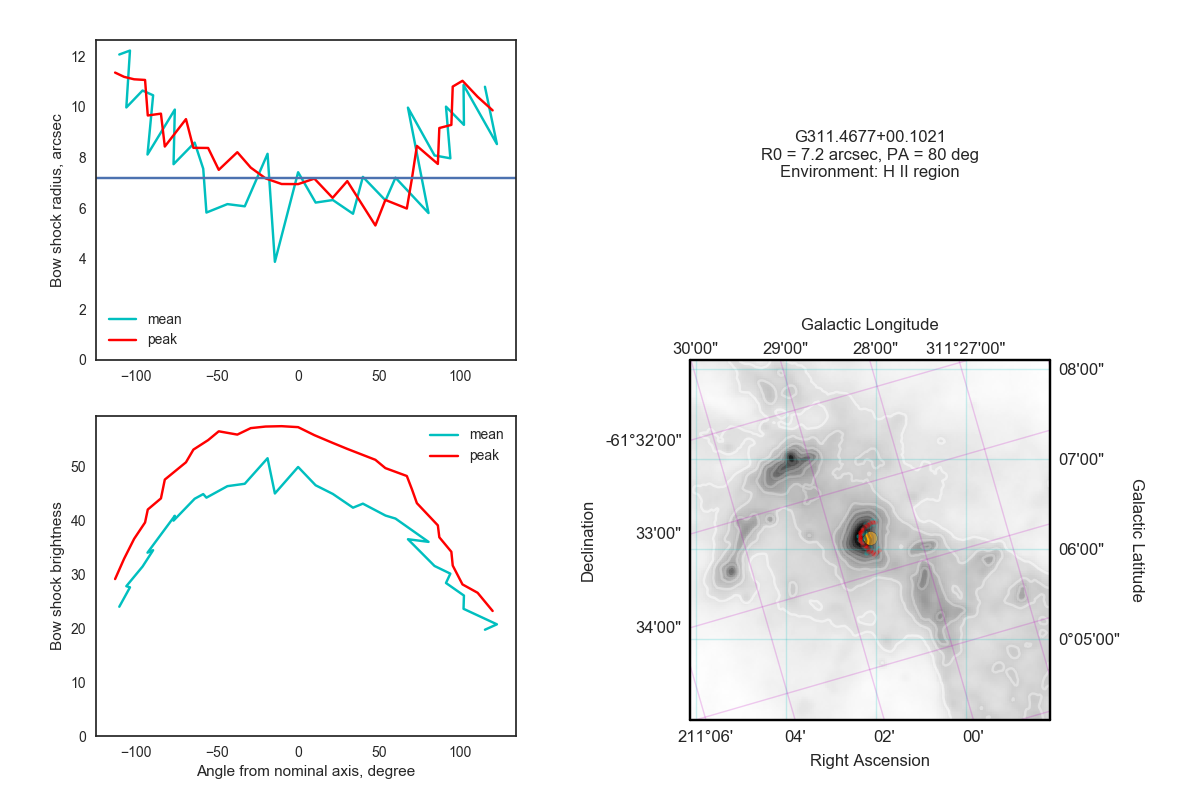 12
10
8
6
4
2
0
Bow shock radius, arcsec
mean
peak
−100
−50
0
50
100
50
40
30
20
10
0
Bow shock brightness
mean
peak
−100
−50
0
50
100
Angle from nominal axis, degree
G311.4677+00.1021
R0 = 7.2 arcsec, PA = 80 deg
Environment: H II region
Galactic Longitude
30'00"
29'00"
28'00"
311°27'00"
08'00"
07'00"
06'00"
0°05'00"
Galactic Latitude
-61°32'00"
33'00"
34'00"
Declination
211°06'
04'
02'
00'
Right Ascension